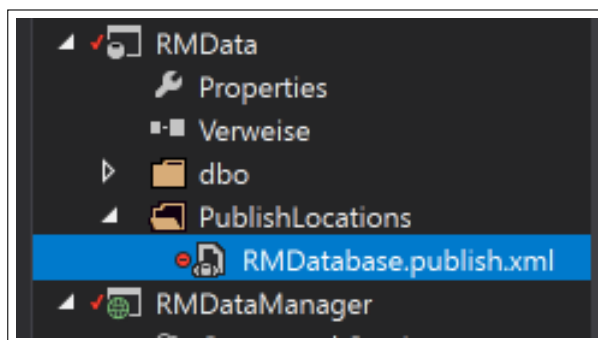 RMData
Properties
Verweise
dbo
PublishLocations
RMDatabase.publish.xml
RMDataManager